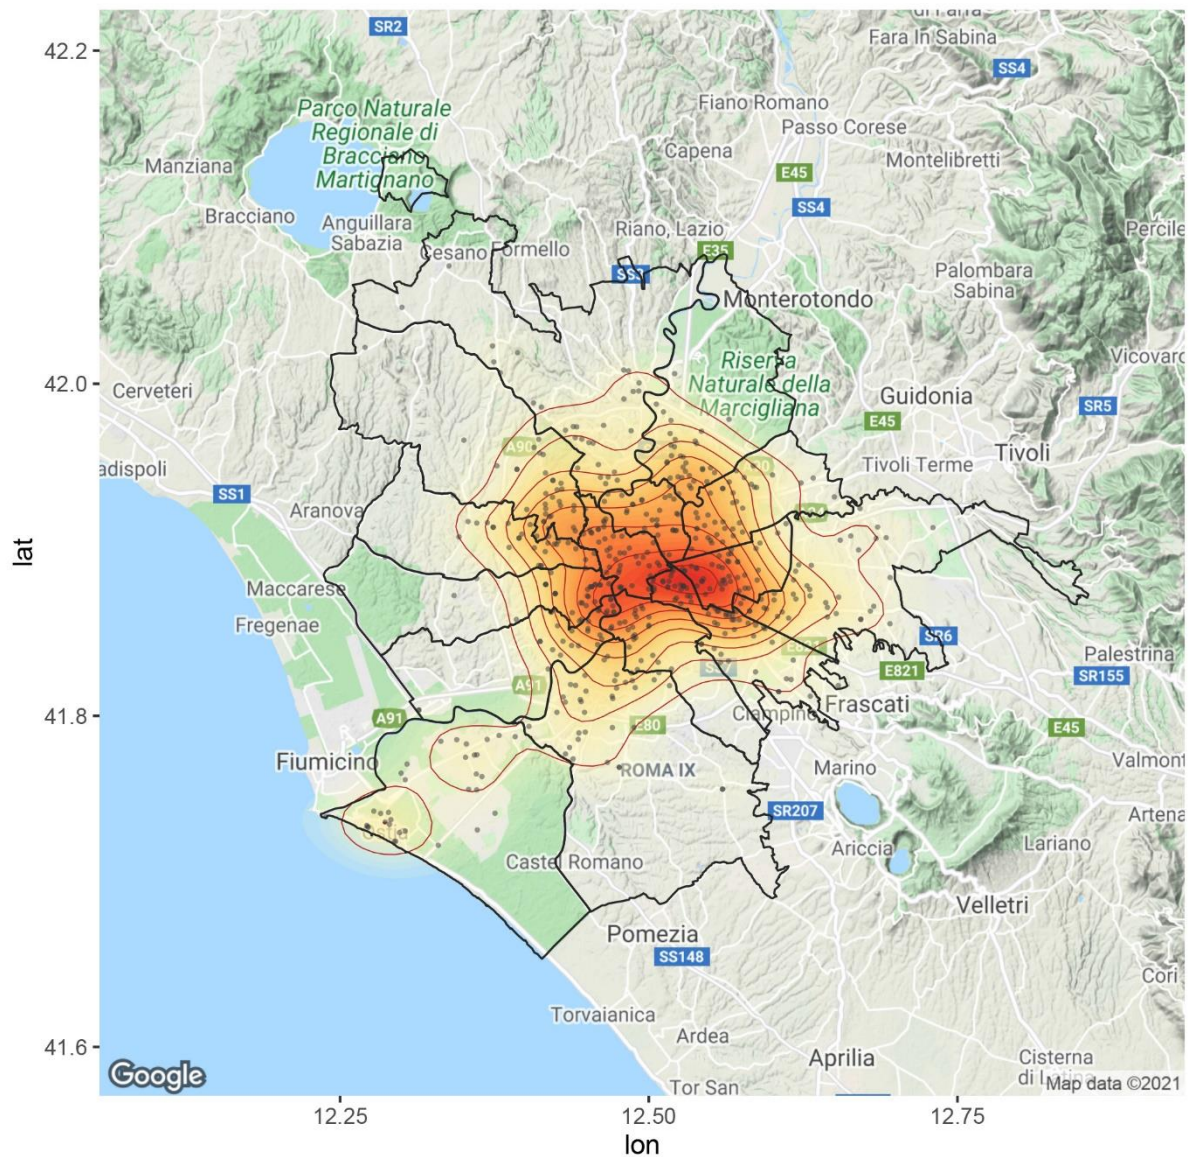 SR2
42.2
Fara In Sabina
SS4
Parco Naturale
Regionale di
Bracciano
Martignano
Fiano Romano
Passo Corese
Manziana
Capena
Montelibretti
E45
SS4
Bracciano
Anguillara
Sabazia
Riano, Lazio
Percile
Cesano
Formello
E35
SS3
Palombara
Sabina
Monterotondo
Riserva
Naturale della
Marcigliana
Vicovaro
42.0
Cerveteri
Guidonia
SR5
E45
A90
Tivoli
adispoli
Tivoli Terme
SS1
Aranova
lat
Maccarese
Fregenae
SR6
E821
Palestrina
SR155
A91
Frascati
41.8
A91
Ciampino
E80
E45
Fiumicino
ROMA IX
Marino
Valmont
SR207
Artena
Ostia
Castel Romano
Ariccia
Lariano
Velletri
Pomezia
SS148
Cori
Torvaianica
Ardea
41.6
Aprilia
Cisterna
di Latina
Google
Tor San
Map data ©2021
12.25
12.50
12.75
lon